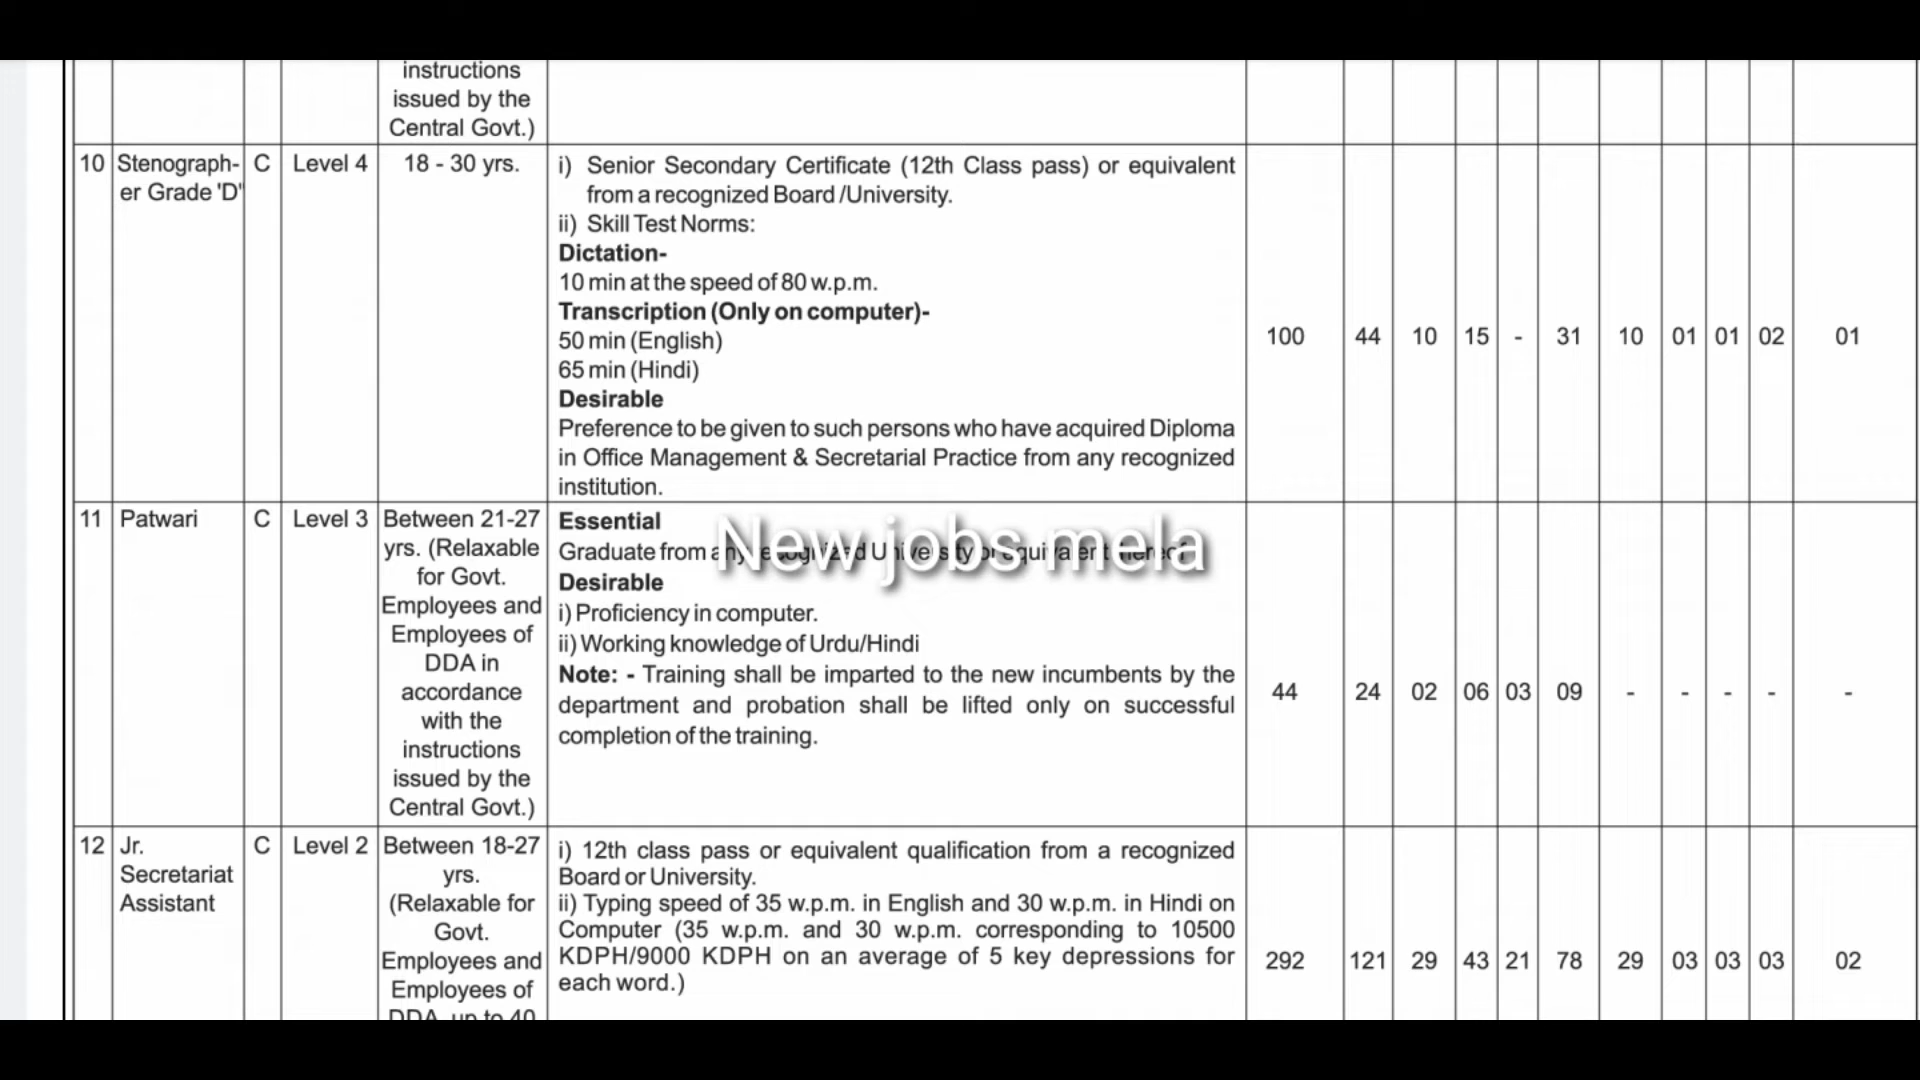 instructions
issued by the
Central Govt.)
10 Stenograph- C Level 4 18 - 30 yrs. i) Senior Secondary Certificate (12th Class pass) or equivalent
er Grade 'D' from a recognized Board /University.
ii) Skill Test Norms:
Dictation-
10 min at the speed of 80 w.p.m.
Transcription (Only on computer)-
100 44 10 15 - 31 10 01 01 02 01
50 min (English)
65 min (Hindi)
Desirable
Preference to be given to such persons who have acquired Diploma
in Office Management & Secretarial Practice from any recognized
institution.
11 Patwari C Level 3 Between 21-27 Essential
yrs. (Relaxable Graduate from any recognized University or equivalent thereof
New jobs mela
for Govt. Desirable
Employees and i) Proficiency in computer.
Employees of ii) Working knowledge of Urdu/Hindi
DDA in Note: - Training shall be imparted to the new incumbents by the
accordance department and probation shall be lifted only on successful 44 24 02 06 03 09 - - - - -
with the completion of the training.
instructions
issued by the
Central Govt.)
12 Jr. C Level 2 Between 18-27 i) 12th class pass or equivalent qualification from a recognized
Secretariat yrs. Board or University.
Assistant (Relaxable for ii) Typing speed of 35 w.p.m. in English and 30 w.p.m. in Hindi on
Govt. Computer (35 w.p.m. and 30 w.p.m. corresponding to 10500
Employees and KDPH/9000 KDPH on an average of 5 key depressions for 292 121 29 43 21 78 29 03 03 03 02
Employees of each word.)
DDA up to 40